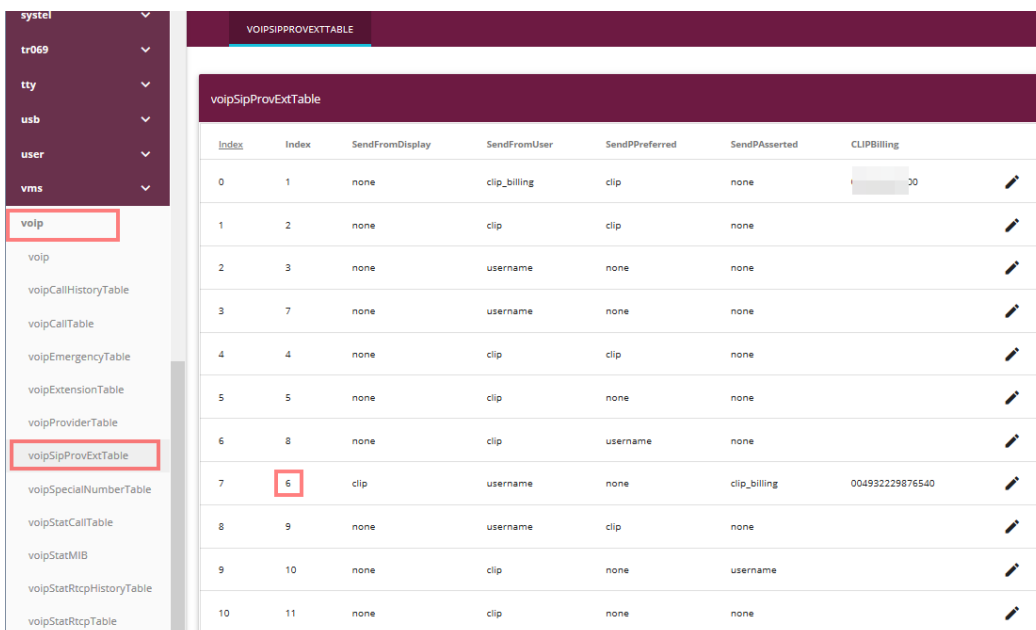 systel
tr069
tty
usb
user
vms
voip
voip
voipCallHistoryTable
voipCallTable
voipEmergencyTable
voipExtensionTable
voipProviderTable
voipSipProvExtTable
voipSpecialNumberTable
voipStatCallTable
voipStatMIB
voipStatRtcpHistoryTable
voipStatRtcpTable
VOIPSIPPROVEXTTABLE
voipSipProvExtTable
Index Index SendFromDisplay SendFromUser SendPPreferred SendPAsserted CLIPBilling
0 1 none clip_billing clip none 00
1 2 none clip clip none
2 3 none username none none
3 7 none username none none
4 4 none clip clip none
5 5 none clip none none
6 8 none clip username none
7 6 clip username none clip_billing 004932229876540
8 9 none username clip none
9 10 none clip none username
10 11 none clip none none